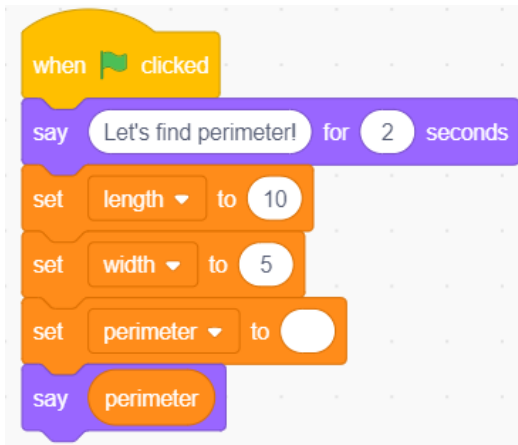 when clicked
say Let's find perimeter! for 2 seconds
set length to 10
set width to 5
set perimeter to
say perimeter